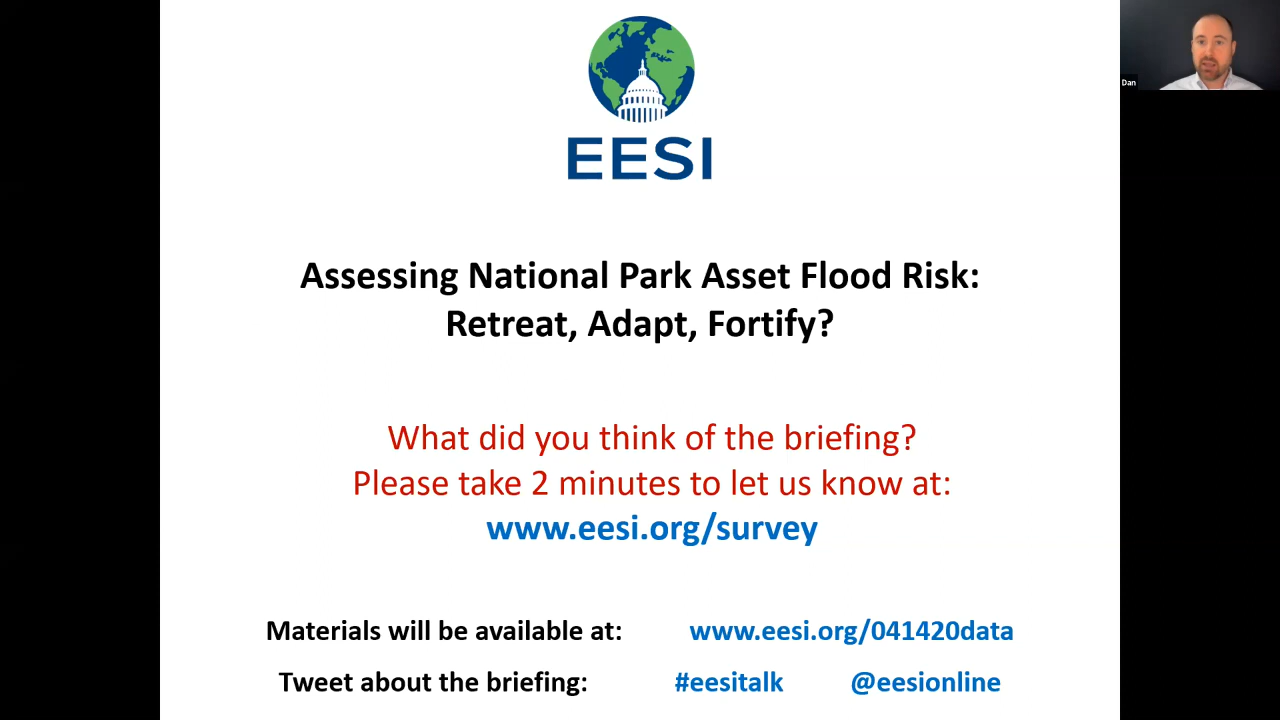 Dan
EESI
Assessing National Park Asset Flood Risk:
Retreat, Adapt, Fortify?
What did you think of the briefing?
Please take 2 minutes to let us know at:
www.eesi.org/survey
Materials will be available at: www.eesi.org/041420data
Tweet about the briefing: #eesitalk @eesionline